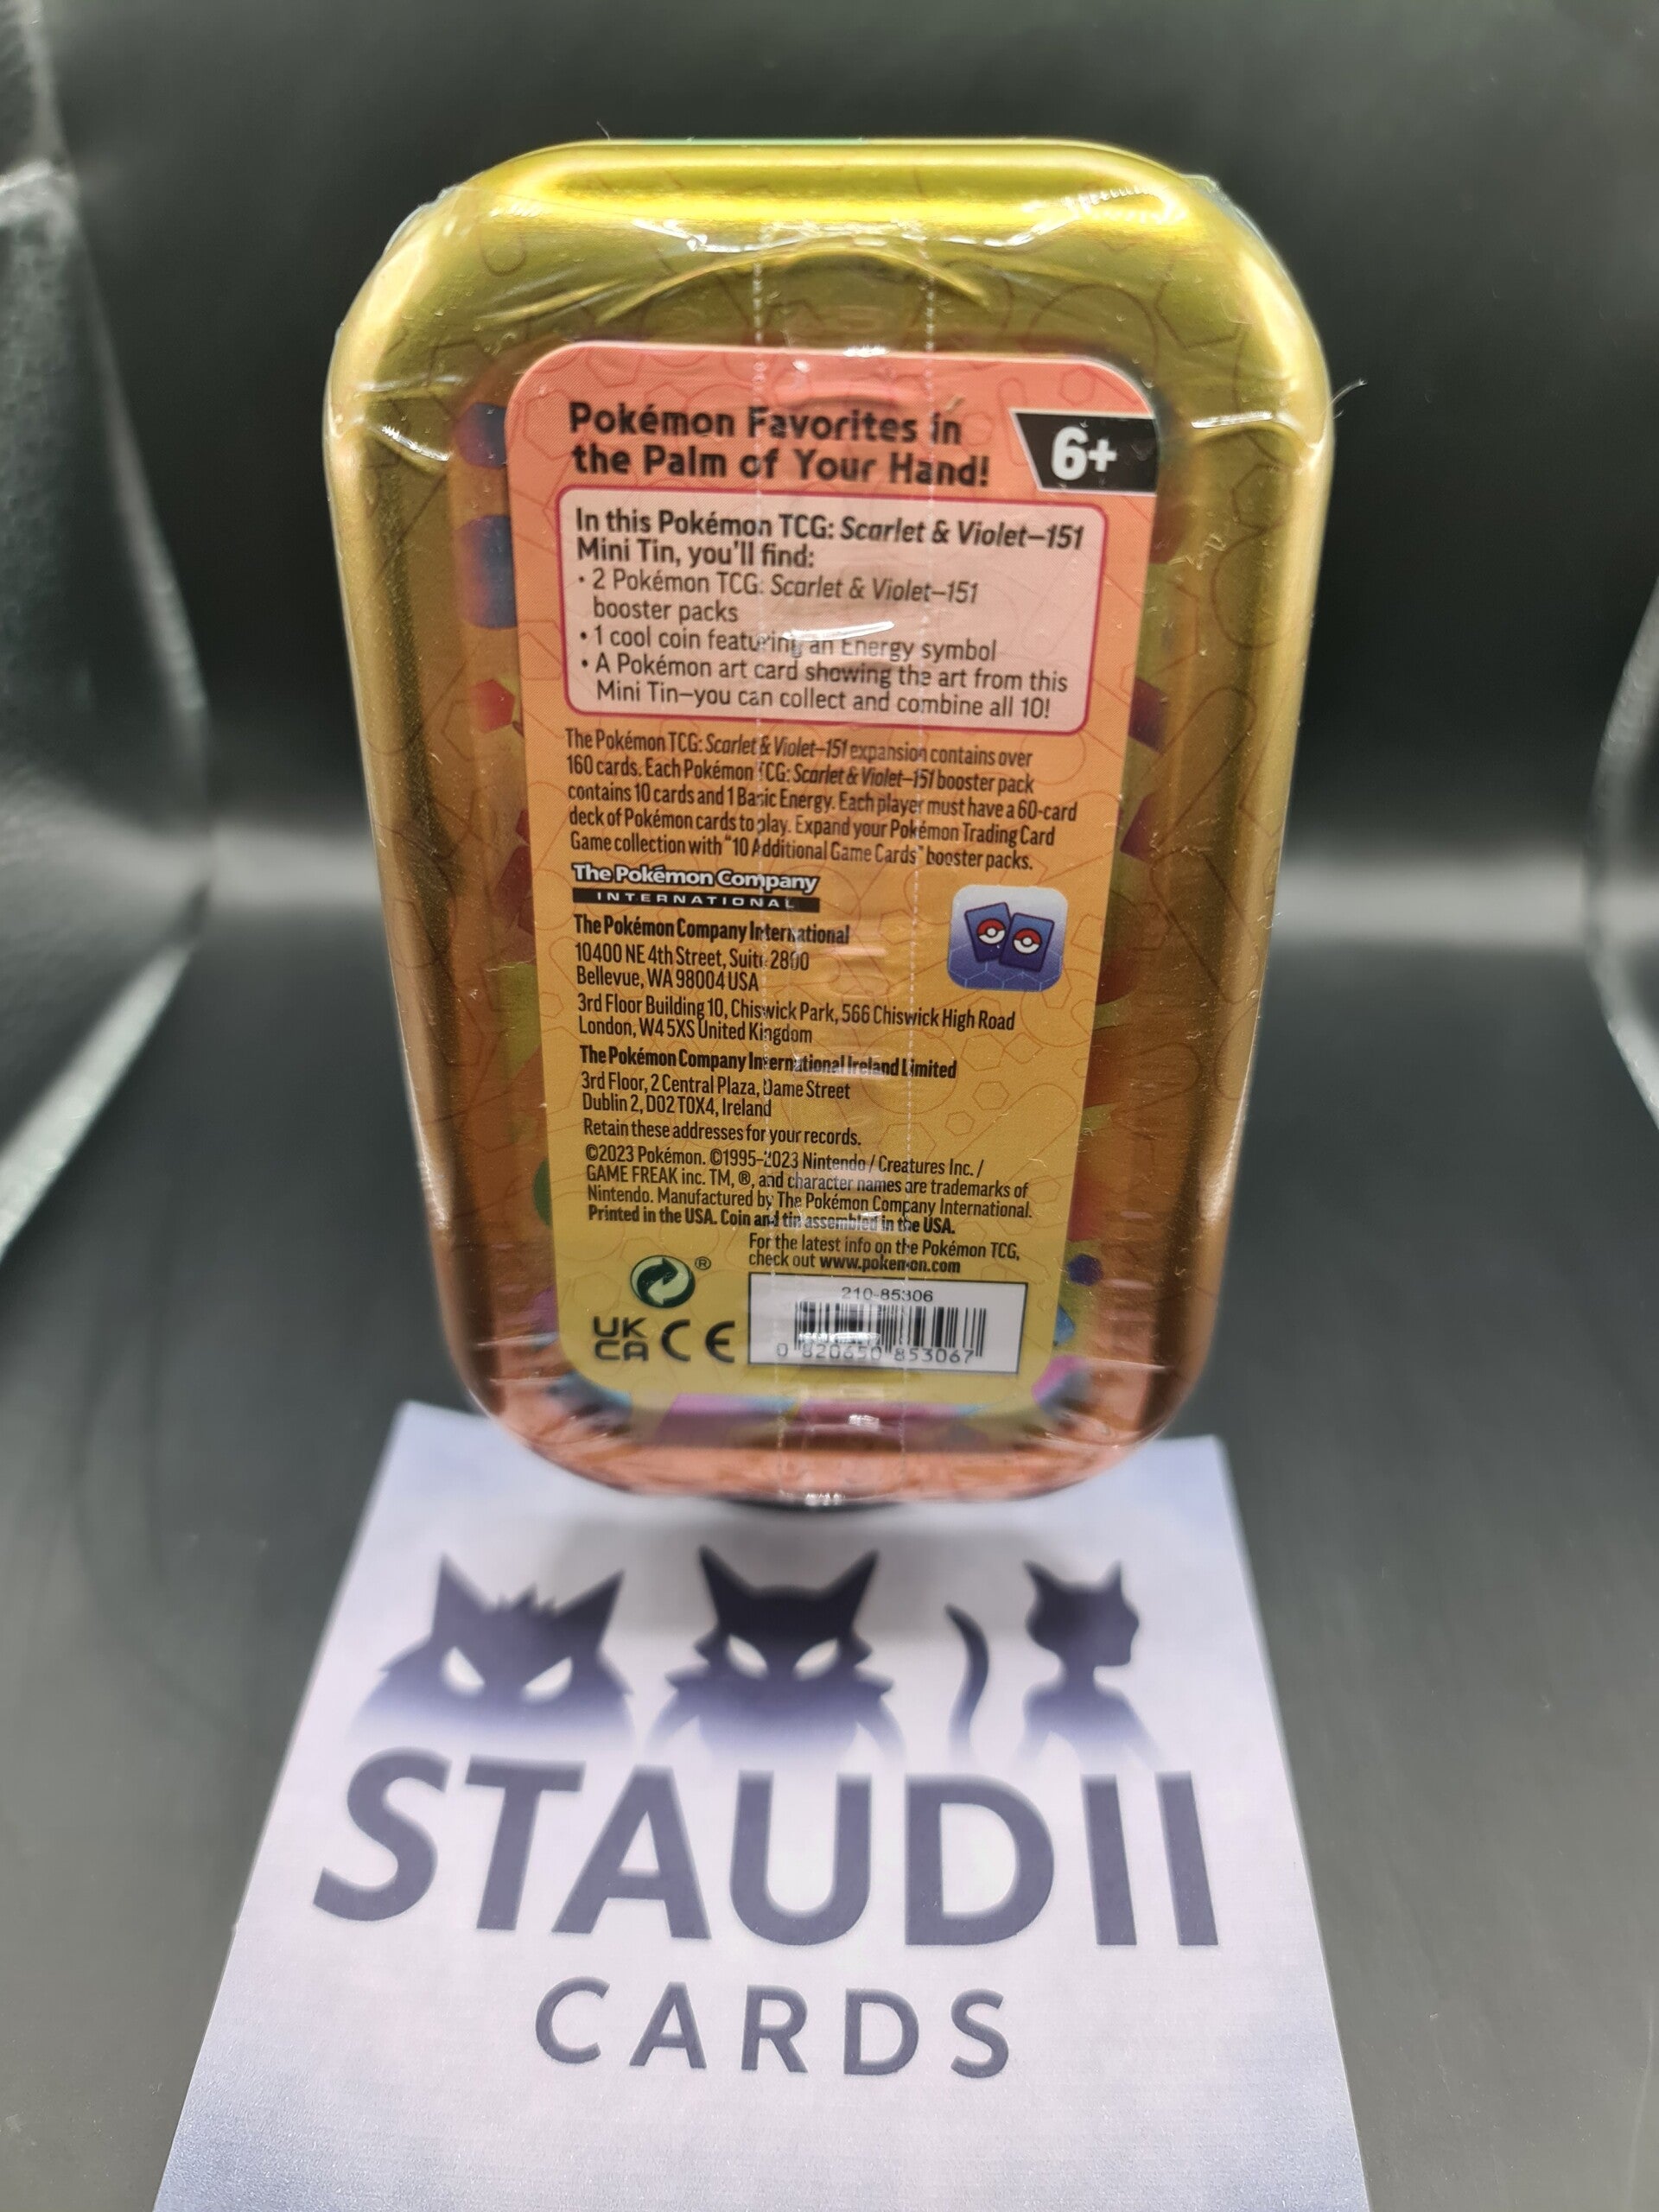 Pokémon Favorites in
the Palm of Your Hand!
6+
In this Pokémon TCG: Scarlet & Violet–151
Mini Tin, you'll find:
• 2 Pokémon TCG: Scarlet & Violet–151
booster packs
• 1 cool coin featuring an Energy symbol
• A Pokémon art card showing the art from this
Mini Tin–you can collect and combine all 10!
The Pokémon TCG: Scarlet & Violet–151 expansion contains over
160 cards. Each Pokémon TCG: Scarlet & Violet–151 booster pack
contains 10 cards and 1 Basic Energy. Each player must have a 60-card
deck of Pokémon cards to play. Expand your Pokémon Trading Card
Game collection with "10 Additional Game Cards" booster packs.
The Pokémon Company
INTERNATIONAL
The Pokémon Company International
10400 NE 4th Street, Suite 2800
Bellevue, WA 98004 USA
3rd Floor Building 10, Chiswick Park, 566 Chiswick High Road
London, W4 5XS United Kingdom
The Pokémon Company International Ireland Limited
3rd Floor, 2 Central Plaza, Dame Street
Dublin 2, D02 T0X4, Ireland
Retain these addresses for your records.
©2023 Pokémon. ©1995–2023 Nintendo / Creatures Inc. /
GAME FREAK inc. TM, ®, and character names are trademarks of
Nintendo. Manufactured by The Pokémon Company International.
Printed in the USA. Coin and tin assembled in the USA.
For the latest info on the Pokémon TCG,
check out www.pokemon.com
®
UK
CA CE
210-85306
0 820650 853067
STAUDII
CARDS